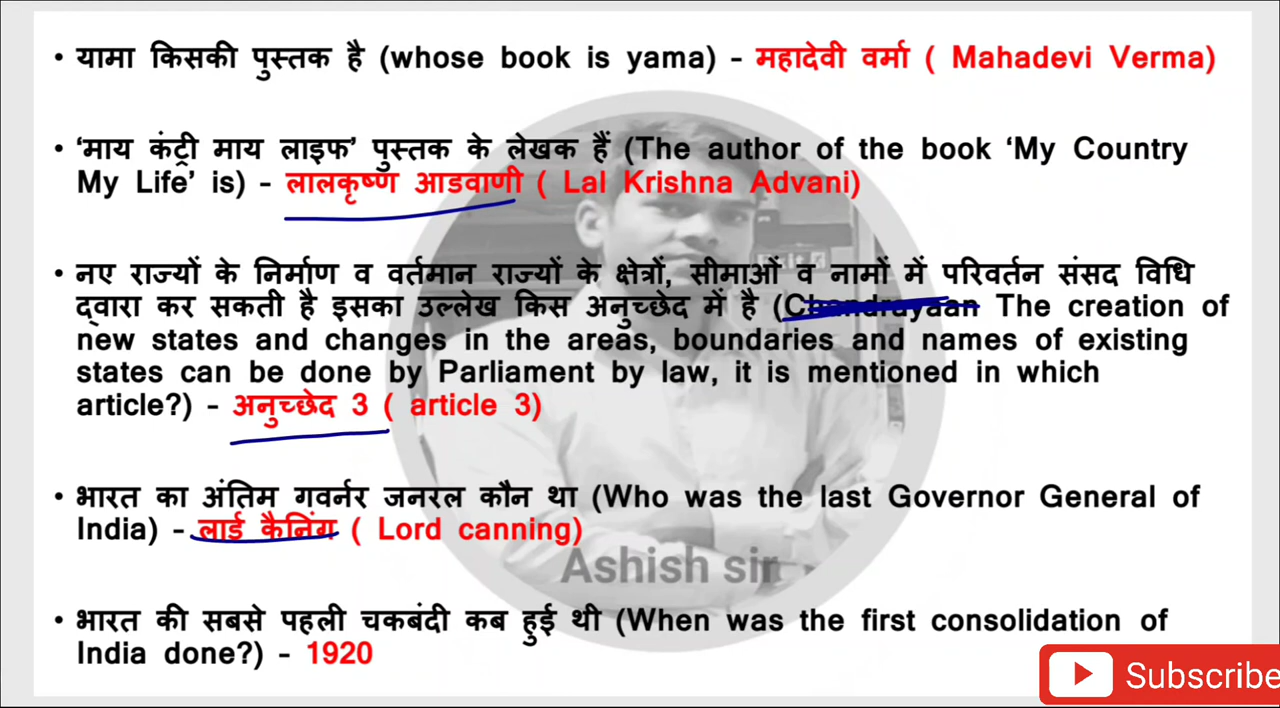 • यामा किसकी पुस्तक है (whose book is yama) – महादेवी वर्मा ( Mahadevi Verma)
• ‘माय कंट्री माय लाइफ’ पुस्तक के लेखक हैं (The author of the book ‘My Country
My Life’ is) – लालकृष्ण आडवाणी ( Lal Krishna Advani)
• नए राज्यों के निर्माण व वर्तमान राज्यों के क्षेत्रों, सीमाओं व नामों में परिवर्तन संसद विधि
द्वारा कर सकती है इसका उल्लेख किस अनुच्छेद में है (Chandrayaan The creation of
new states and changes in the areas, boundaries and names of existing
states can be done by Parliament by law, it is mentioned in which
article?) – अनुच्छेद 3 ( article 3)
• भारत का अंतिम गवर्नर जनरल कौन था (Who was the last Governor General of
India) – लार्ड कैनिंग ( Lord canning)
Ashish sir
• भारत की सबसे पहली चकबंदी कब हुई थी (When was the first consolidation of
India done?) – 1920
Subscribe